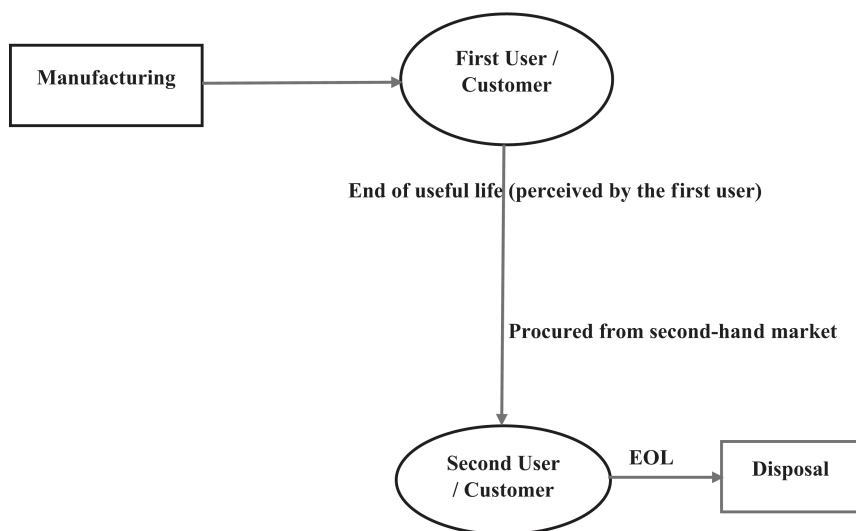 Manufacturing
First User /
Customer
End of useful life (perceived by the first user)
Procured from second-hand market
Second User
/ Customer
EOL
Disposal